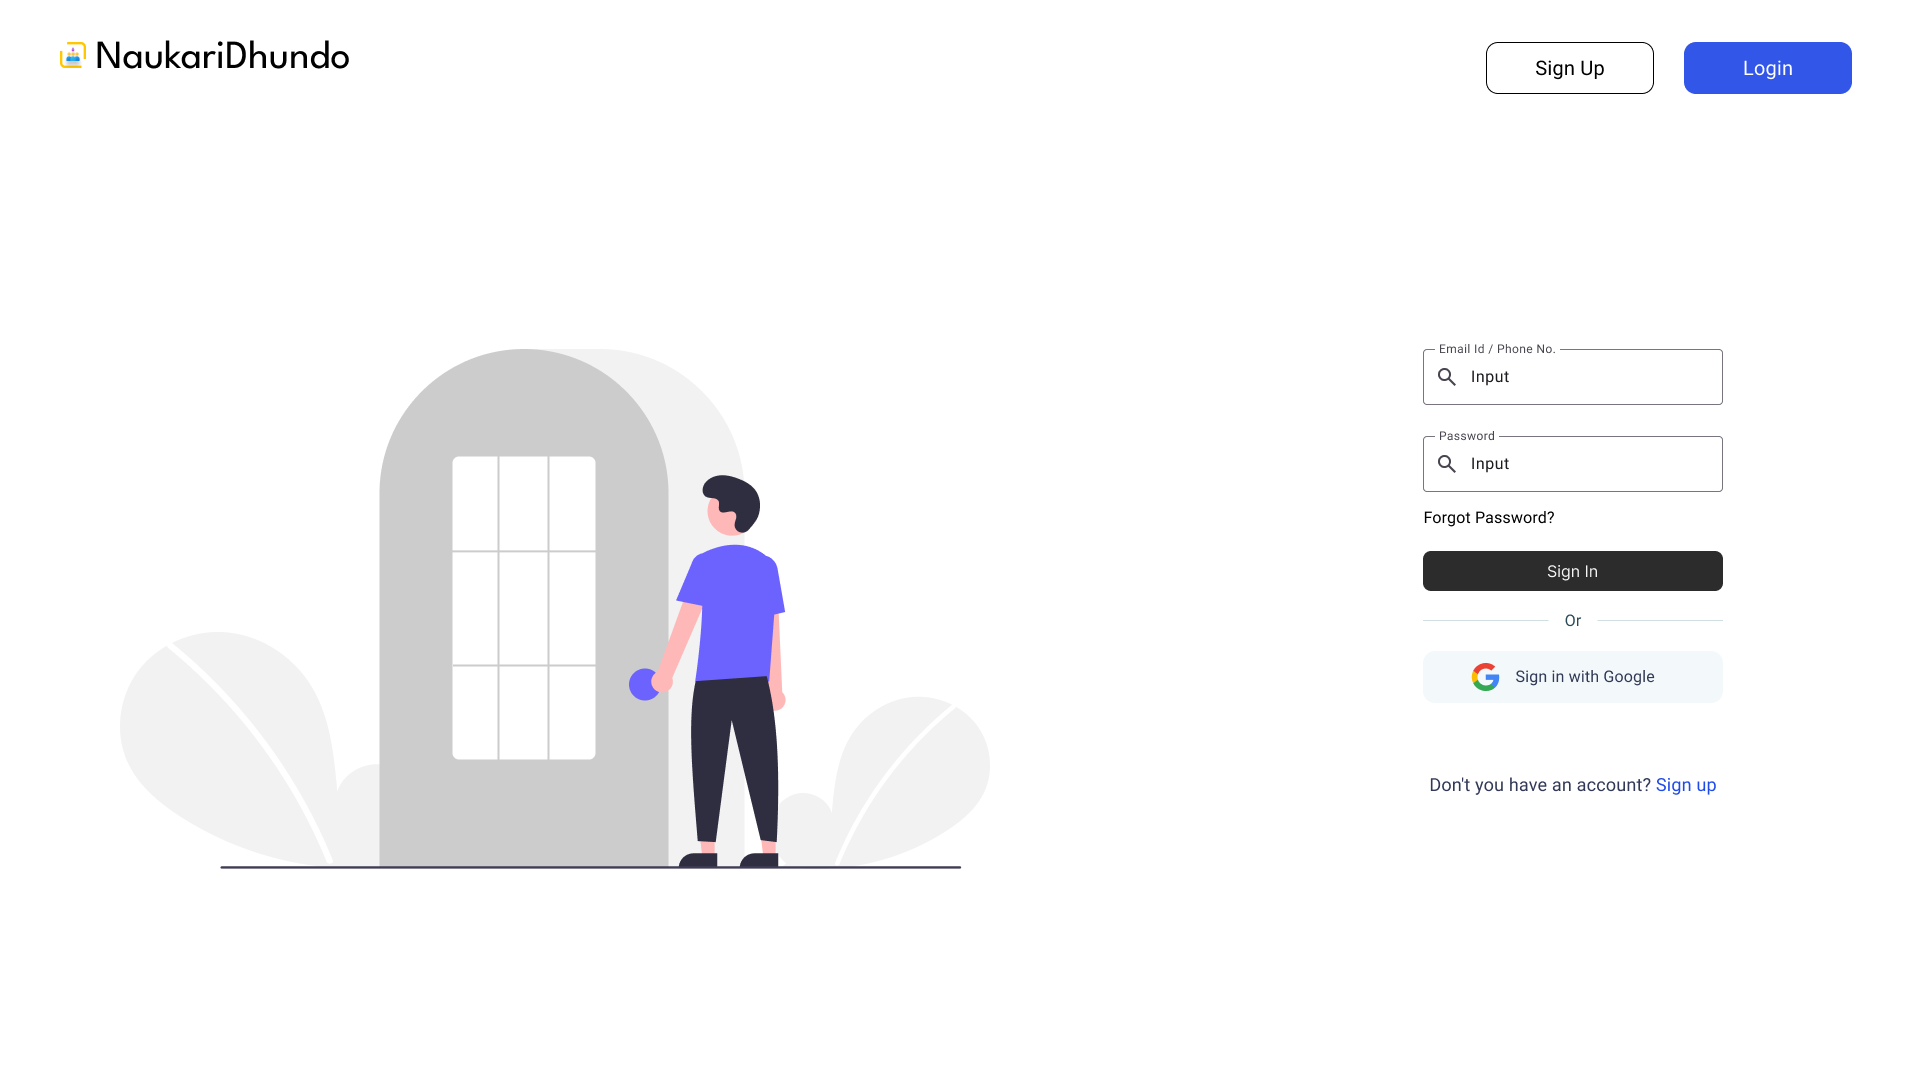 NaukariDhundo
Sign Up
Login
Email Id / Phone No.
Input
Password
Input
Forgot Password?
Sign In
Or
Sign in with Google
Don't you have an account? Sign up